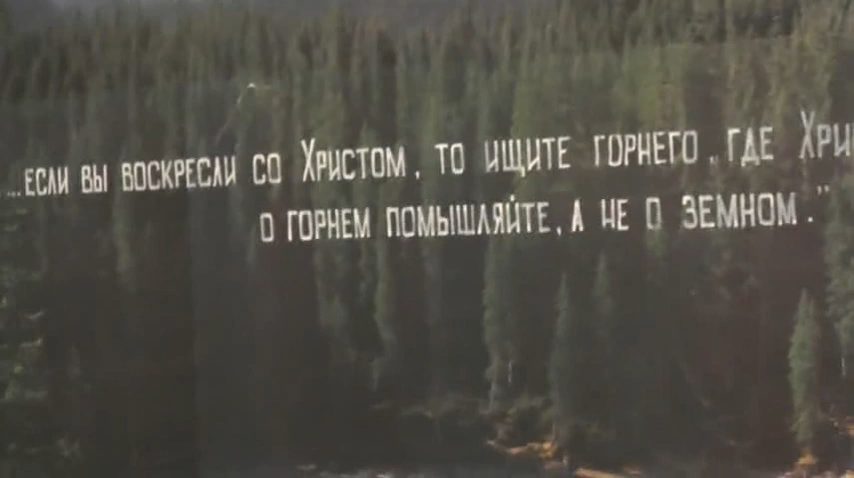 ...если вы воскресли со Христом, то ищите горнего, где
о горнем помышляйте, а не о земном."